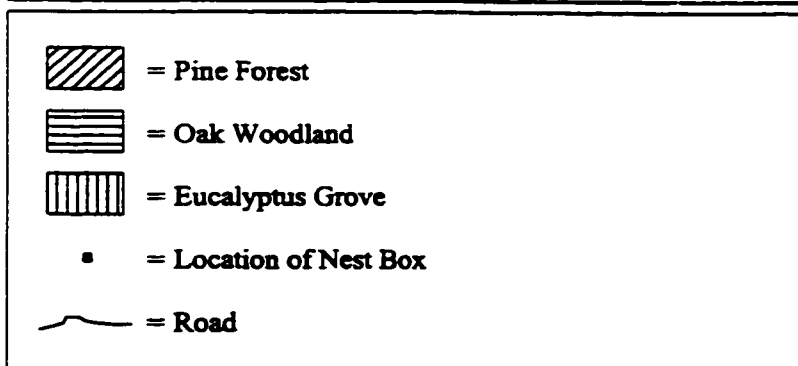 = Pine Forest
= Oak Woodland
= Eucalyptus Grove
= Location of Nest Box
= Road